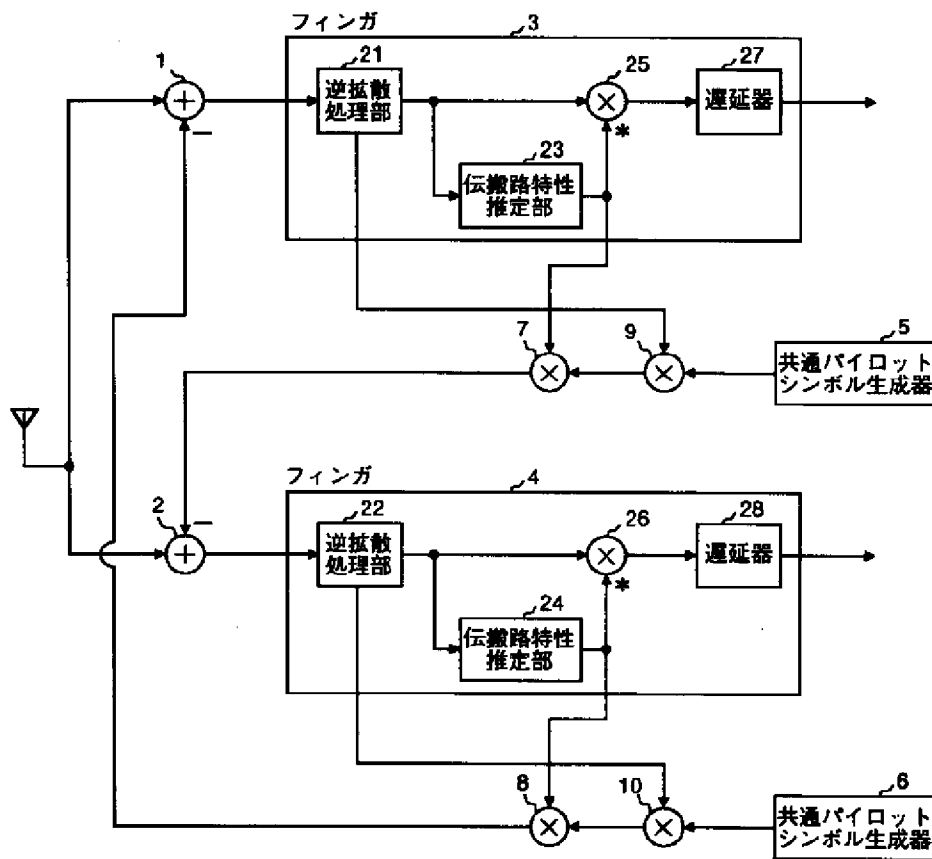 フィンガ
3
1
21
逆拡散
処理部
25
27
遅延器
*
23
伝搬路特性
推定部
7
9
5
共通パイロット
シンボル生成器
フィンガ
4
2
22
逆拡散
処理部
26
28
遅延器
*
24
伝搬路特性
推定部
8
10
6
共通パイロット
シンボル生成器